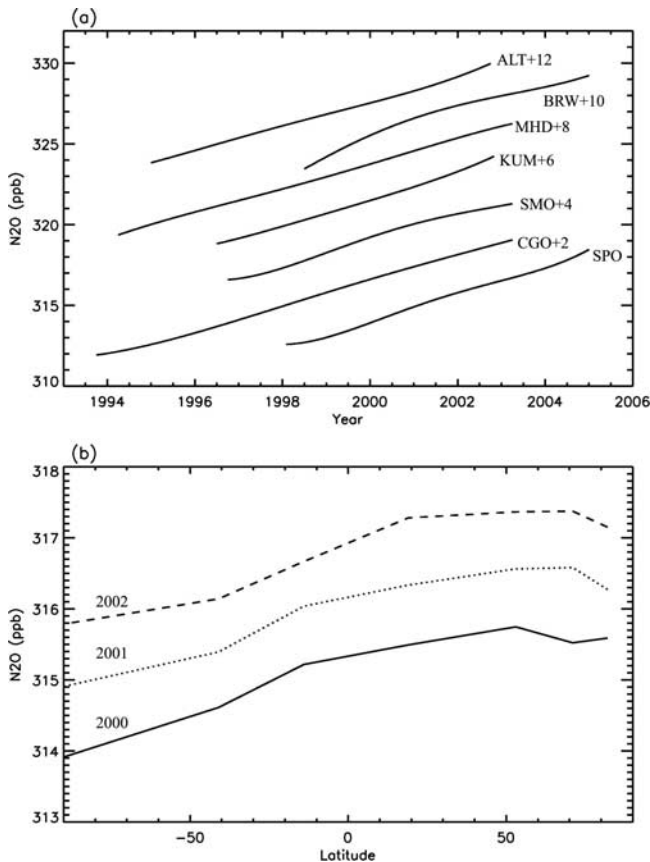 (a)
330
325
320
315
310
N2O (ppb)
ALT+12
BRW+10
MHD+8
KUM+6
SMO+4
CGO+2
SPO
1994 1996 1998 2000 2002 2004 2006
Year
(b)
318
317
316
315
314
313
N2O (ppb)
2002
2001
2000
-50 0 50
Latitude